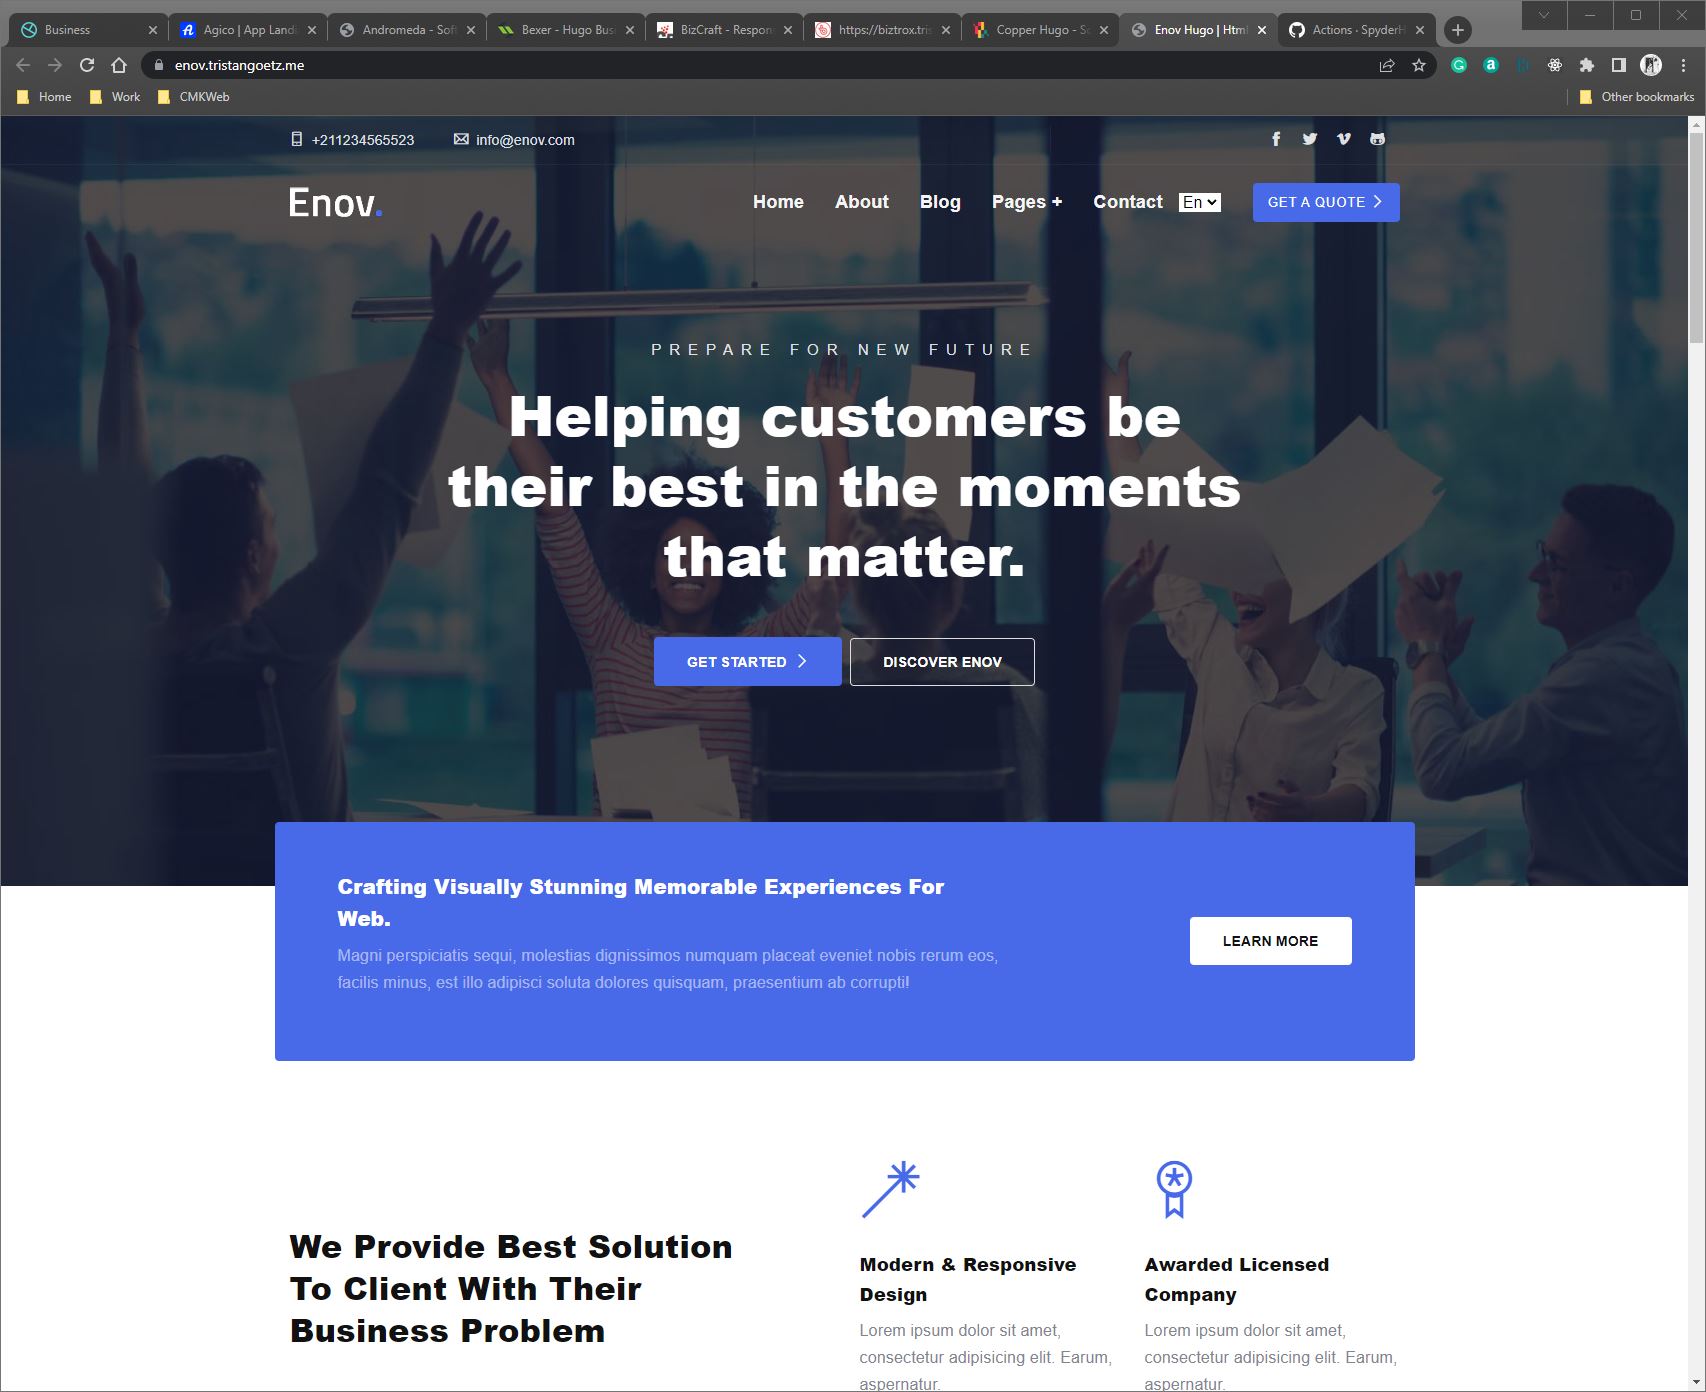 Business
Agico | App Landi
Andromeda - Soft
Bexer - Hugo Busi
BizCraft - Respon
https://biztrox.tris
Copper Hugo - So
Enov Hugo | Html
Actions · SpyderH
enov.tristangoetz.me
Home
Work
CMKWeb
Other bookmarks
+211234565523
info@enov.com
Enov.
Home
About
Blog
Pages +
Contact
En
GET A QUOTE
PREPARE FOR NEW FUTURE
Helping customers be
their best in the moments
that matter.
GET STARTED
DISCOVER ENOV
Crafting Visually Stunning Memorable Experiences For
Web.
Magni perspiciatis sequi, molestias dignissimos numquam placeat eveniet nobis rerum eos,
facilis minus, est illo adipisci soluta dolores quisquam, praesentium ab corrupti!
LEARN MORE
We Provide Best Solution
To Client With Their
Business Problem
Modern & Responsive
Design
Lorem ipsum dolor sit amet,
consectetur adipisicing elit. Earum,
aspernatur.
Awarded Licensed
Company
Lorem ipsum dolor sit amet,
consectetur adipisicing elit. Earum,
aspernatur.